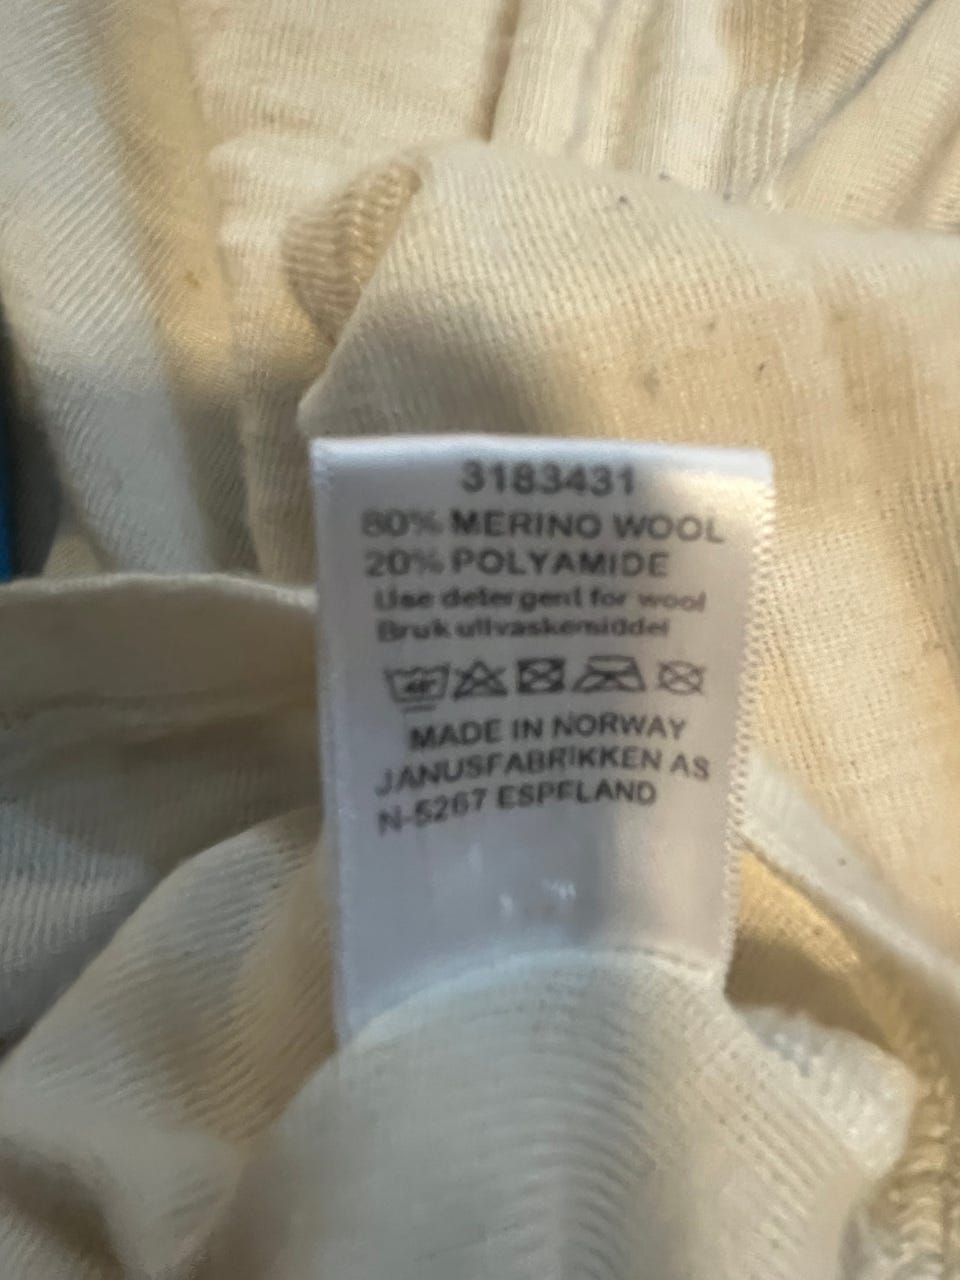 3183431
80% MERINO WOOL
20% POLYAMIDE
Use detergent for wool
Bruk ullvaskemiddel
MADE IN NORWAY
JANUSFABRIKKEN AS
N-5267 ESPELAND